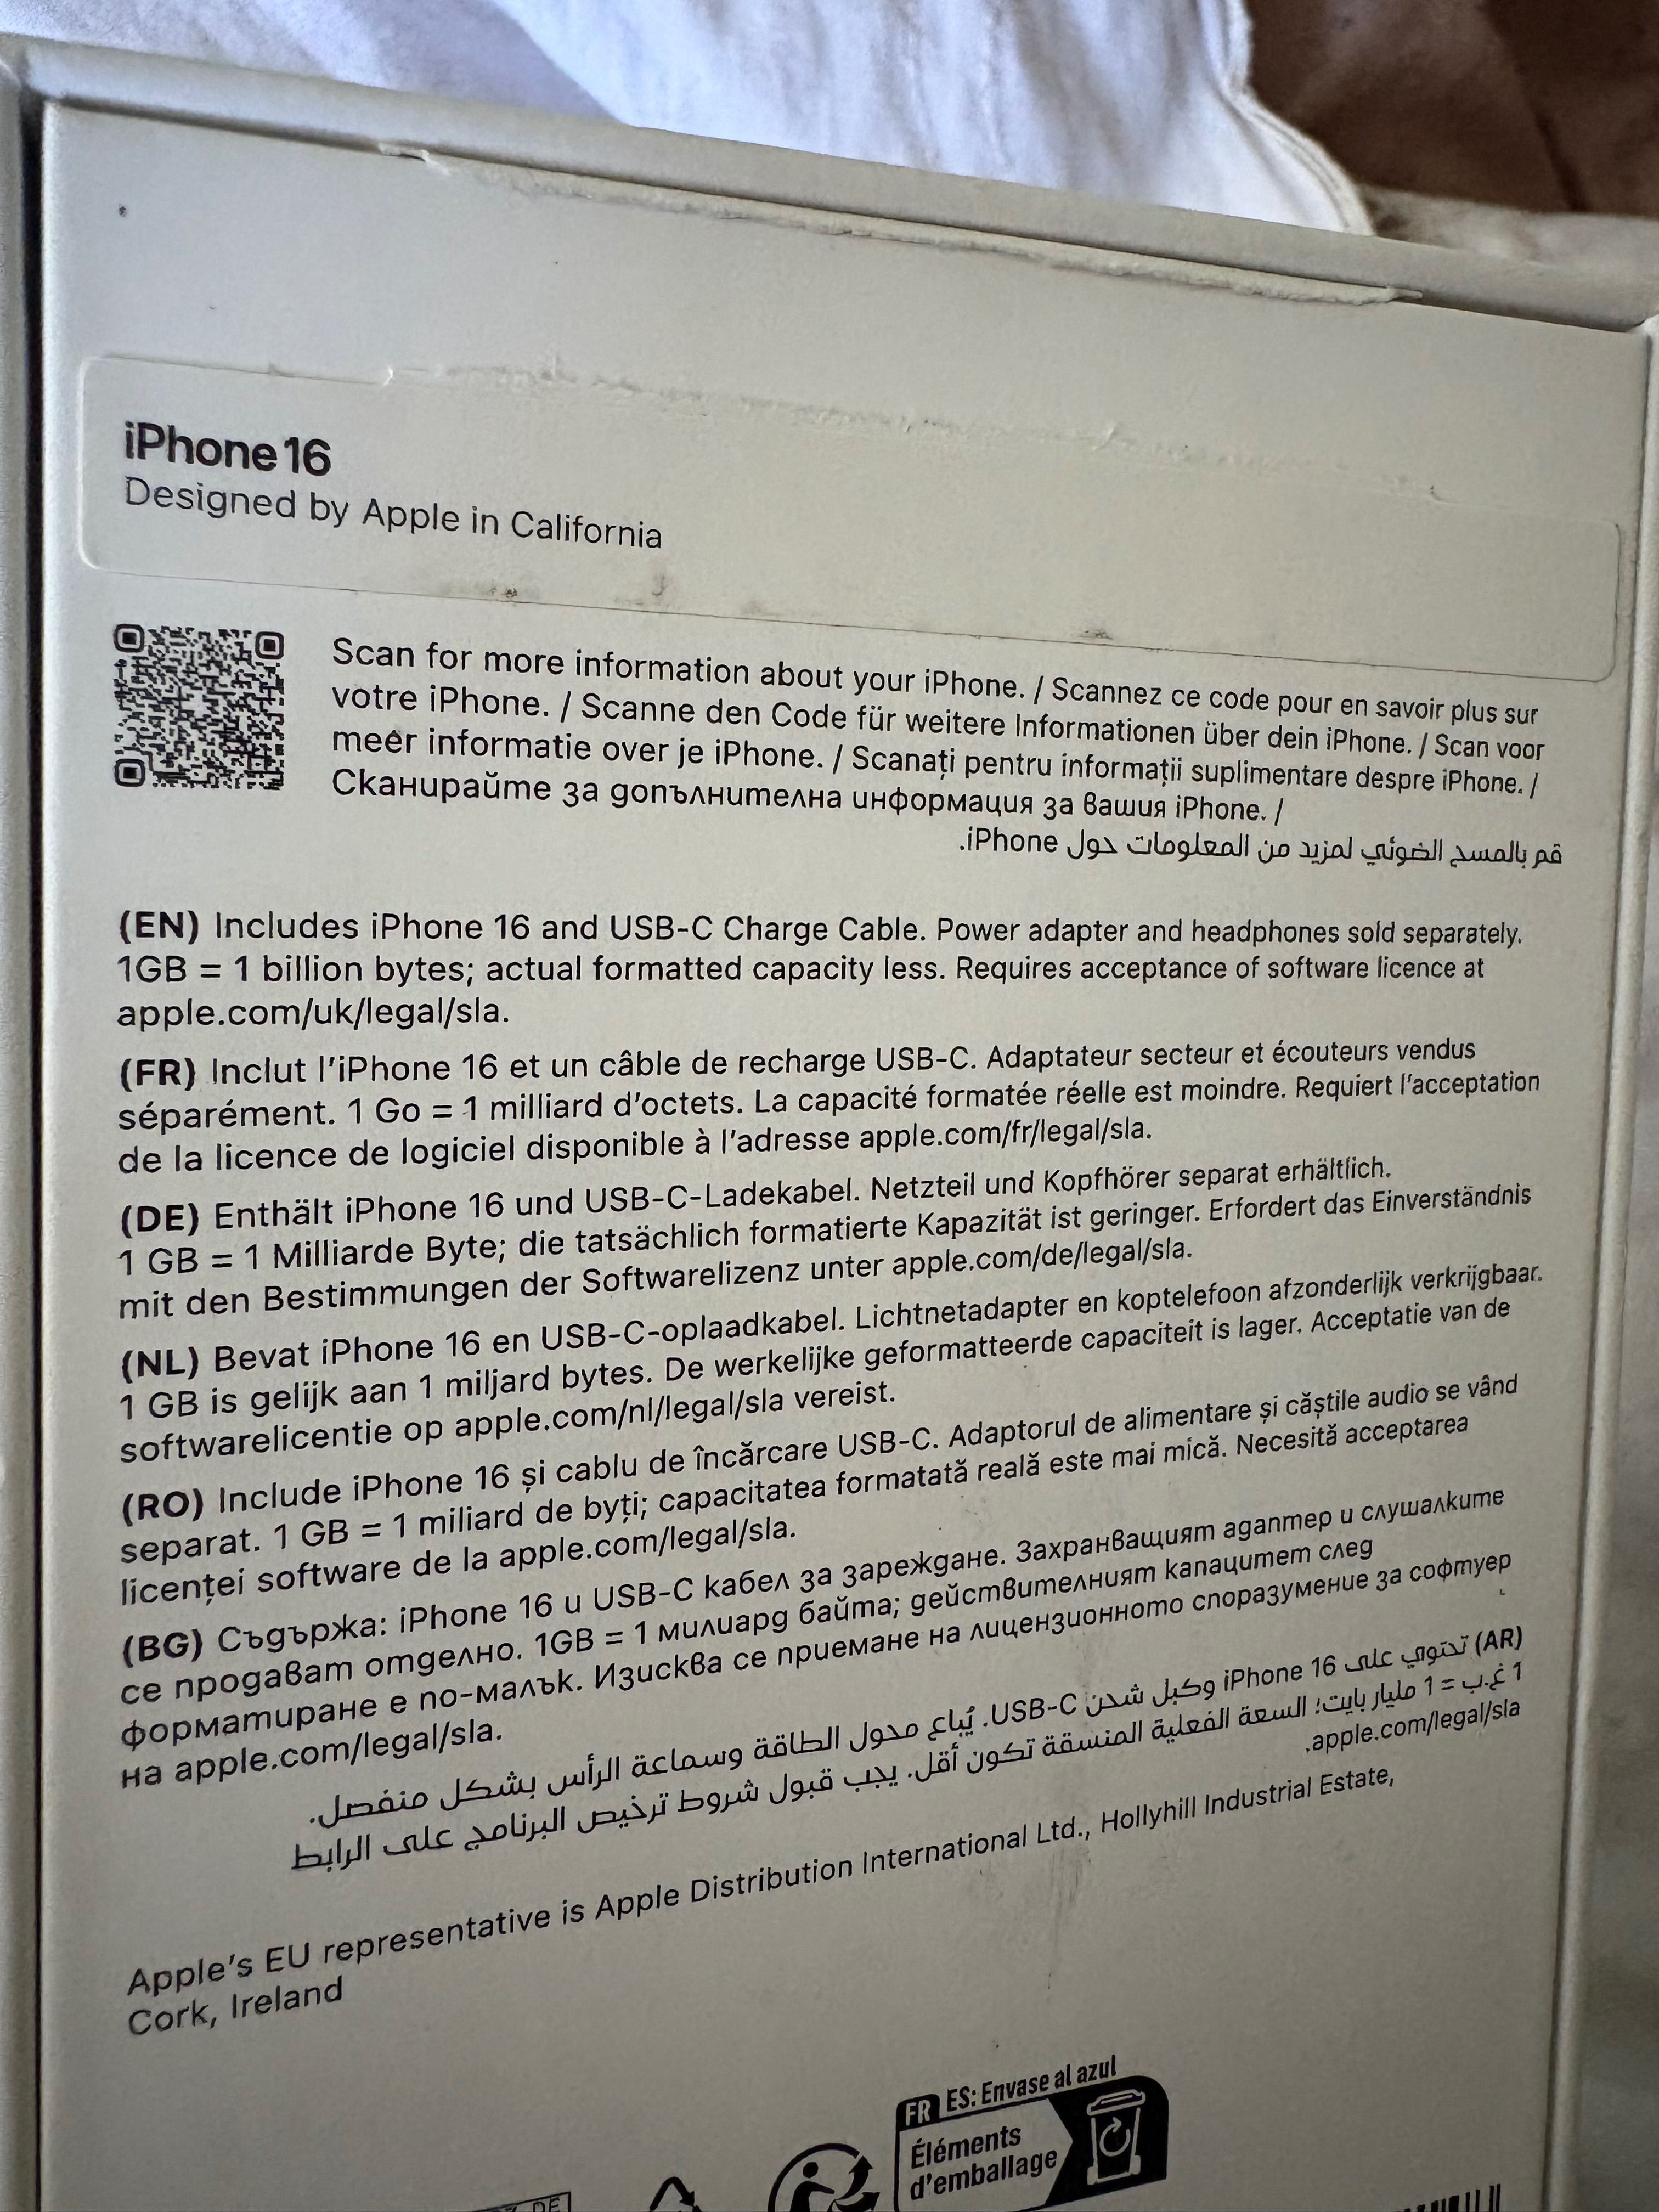 iPhone 16
Designed by Apple in California
Scan for more information about your iPhone. / Scannez ce code pour en savoir plus sur
votre iPhone. / Scanne den Code für weitere Informationen über dein iPhone. / Scan voor
meer informatie over je iPhone. / Scanați pentru informații suplimentare despre iPhone. /
Сканирайте за допълнителна информация за вашия iPhone. /
قم بالمسح الضوئي لمزيد من المعلومات حول iPhone.
(EN) Includes iPhone 16 and USB-C Charge Cable. Power adapter and headphones sold separately.
1GB = 1 billion bytes; actual formatted capacity less. Requires acceptance of software licence at
apple.com/uk/legal/sla.
(FR) Inclut l’iPhone 16 et un câble de recharge USB-C. Adaptateur secteur et écouteurs vendus
séparément. 1 Go = 1 milliard d’octets. La capacité formatée réelle est moindre. Requiert l’acceptation
de la licence de logiciel disponible à l’adresse apple.com/fr/legal/sla.
(DE) Enthält iPhone 16 und USB-C-Ladekabel. Netzteil und Kopfhörer separat erhältlich.
1 GB = 1 Milliarde Byte; die tatsächlich formatierte Kapazität ist geringer. Erfordert das Einverständnis
mit den Bestimmungen der Softwarelizenz unter apple.com/de/legal/sla.
(NL) Bevat iPhone 16 en USB-C-oplaadkabel. Lichtnetadapter en koptelefoon afzonderlijk verkrijgbaar.
1 GB is gelijk aan 1 miljard bytes. De werkelijke geformatteerde capaciteit is lager. Acceptatie van de
softwarelicentie op apple.com/nl/legal/sla vereist.
(RO) Include iPhone 16 și cablu de încărcare USB-C. Adaptorul de alimentare și căștile audio se vând
separat. 1 GB = 1 miliard de byți; capacitatea formatată reală este mai mică. Necesită acceptarea
licenței software de la apple.com/legal/sla.
(BG) Съдържа: iPhone 16 и USB-C кабел за зареждане. Захранващият адаптер и слушалките
се продават отделно. 1GB = 1 милиард байта; действителният капацитет след
форматиране е по-малък. Изисква се приемане на лицензионното споразумение за софтуер
на apple.com/legal/sla.
(AR) تحتوي على iPhone 16 وكبل شحن USB-C. يُباع محول الطاقة وسماعة الرأس بشكل منفصل.
1 غ.ب = 1 مليار بايت؛ السعة الفعلية المنسقة تكون أقل. يجب قبول شروط ترخيص البرنامج على الرابط
apple.com/legal/sla.
Apple’s EU representative is Apple Distribution International Ltd., Hollyhill Industrial Estate,
Cork, Ireland
FR ES: Envase al azul
Éléments
d’emballage
DE